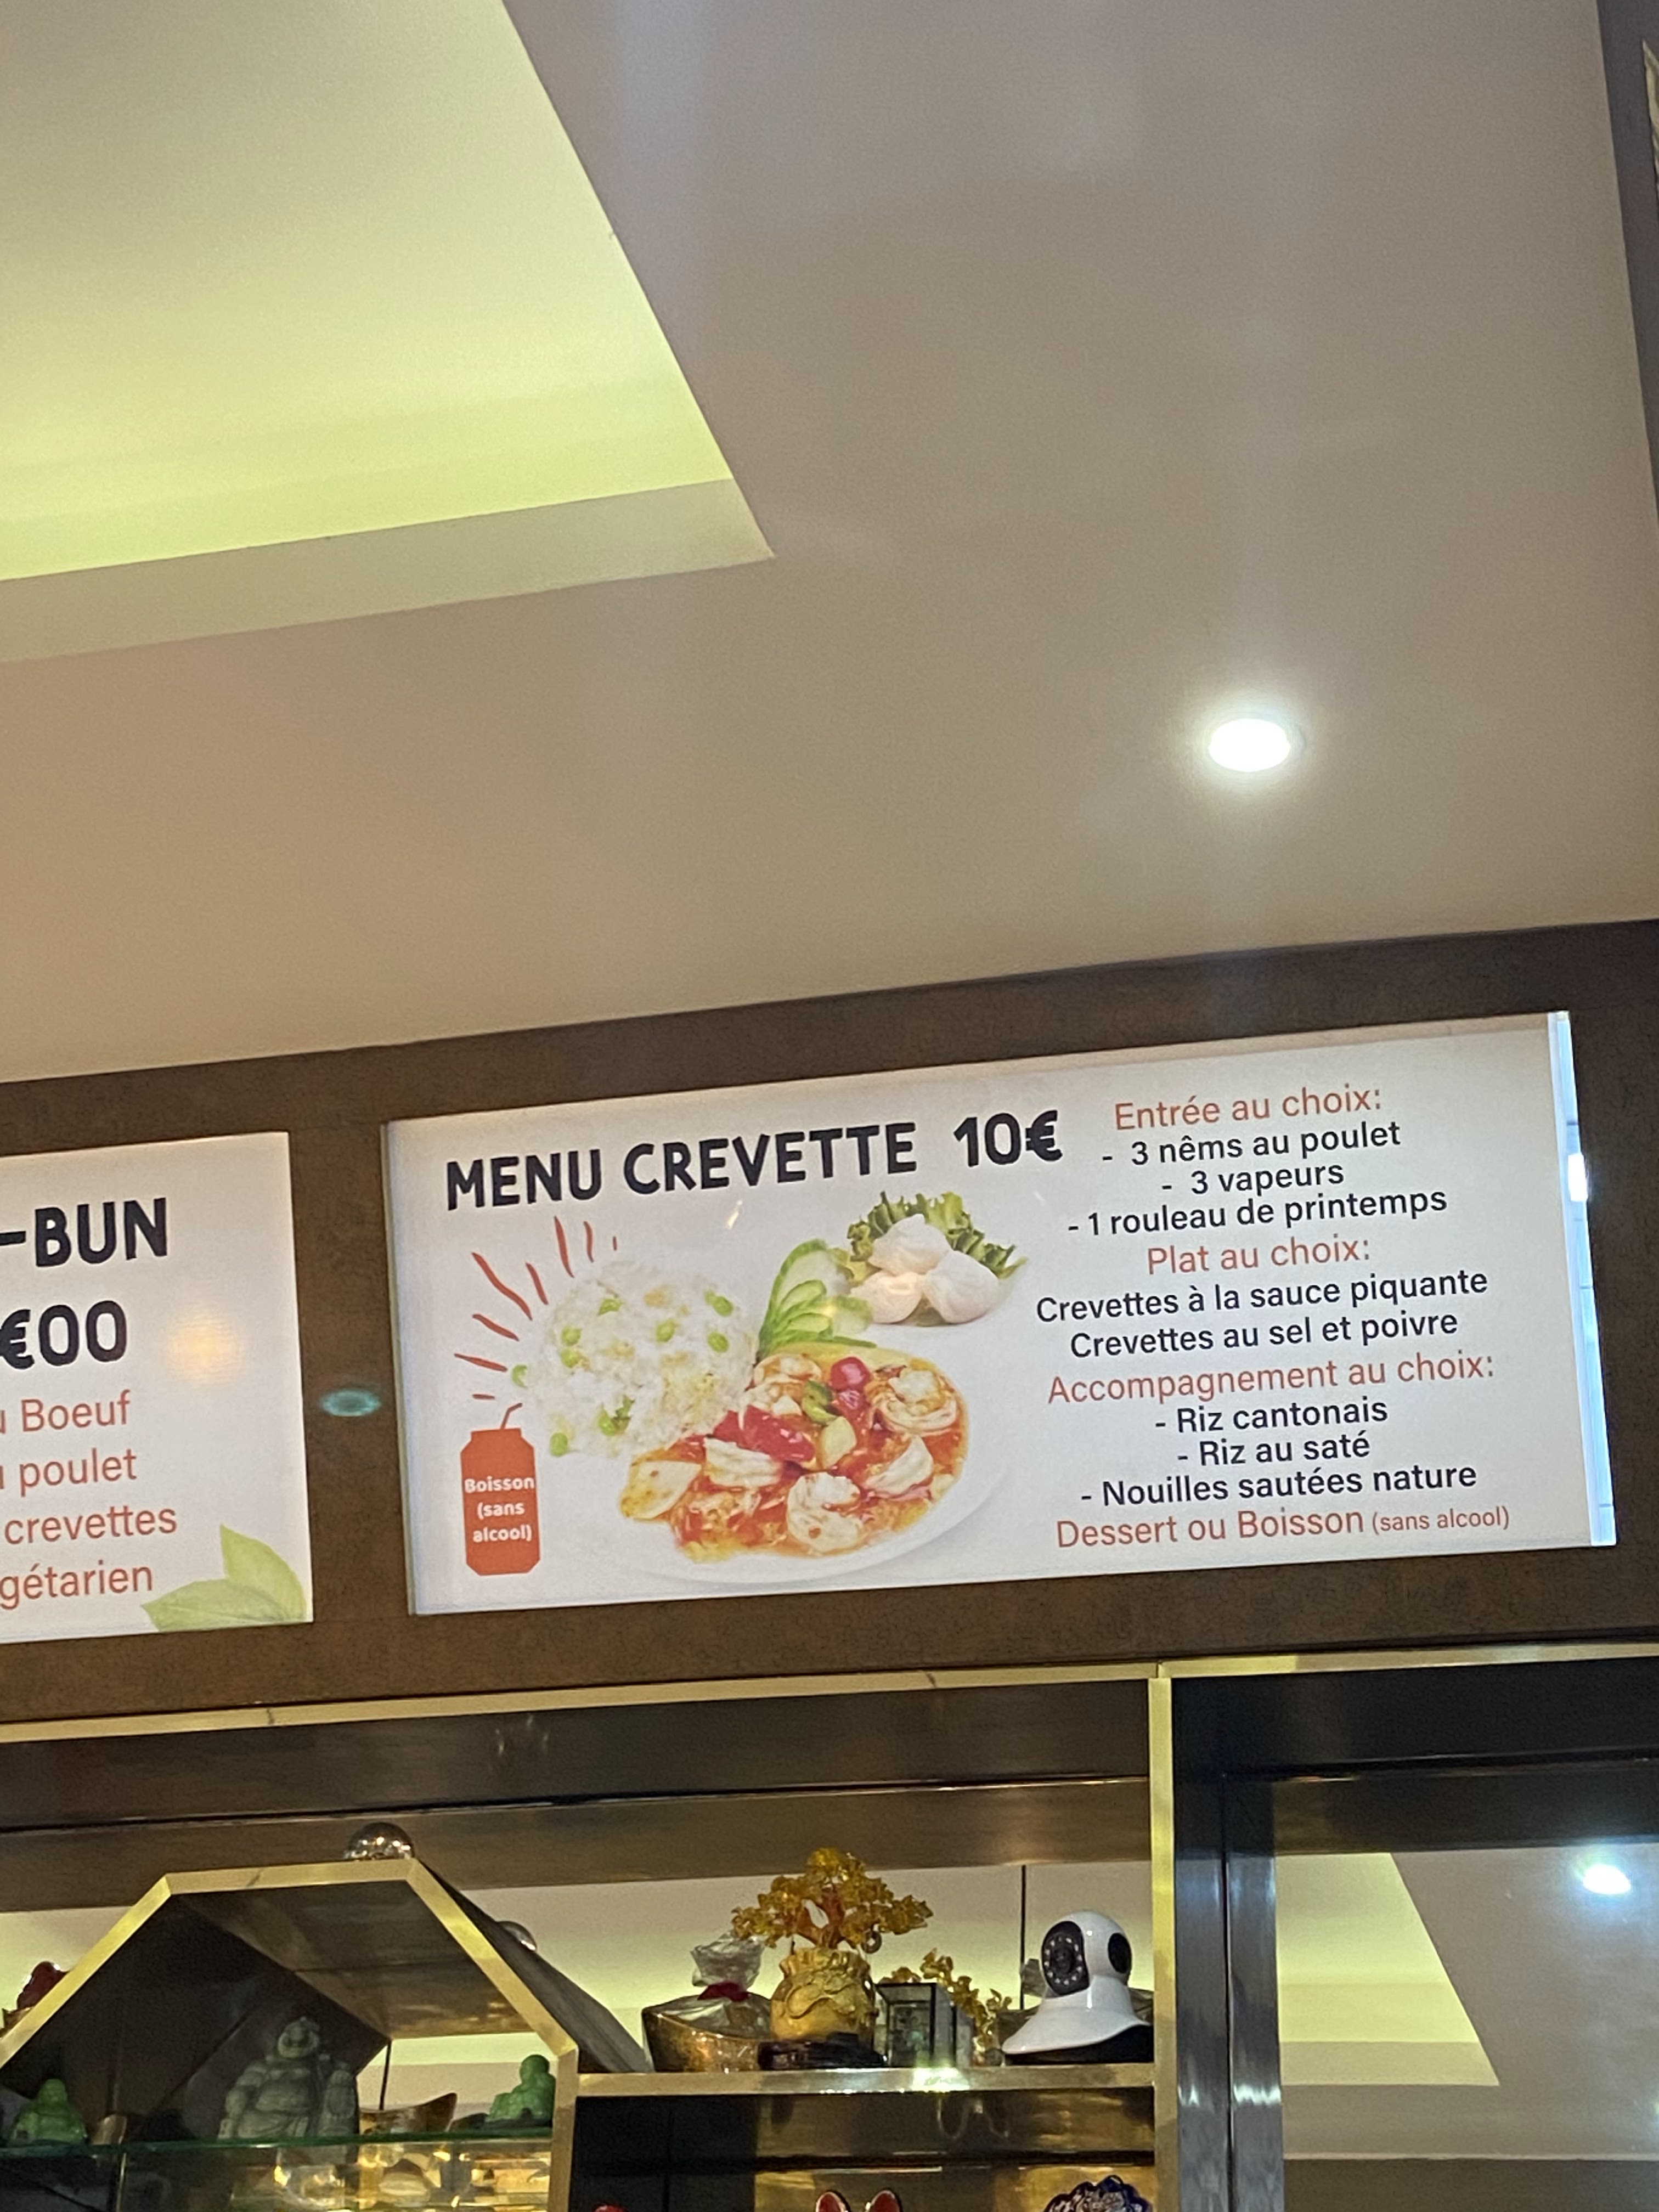 -BUN
€00
Boeuf
poulet
crevettes
MENU CREVETTE 10€
Boisson
(sans
alcool)
Entrée au choix:
- 3 nêms au poulet
- 3 vapeurs
- 1 rouleau de printemps
Plat au choix:
Crevettes à la sauce piquante
Crevettes au sel et poivre
Accompagnement au choix:
- Riz cantonais
- Riz au saté
- Nouilles sautées nature
Dessert ou Boisson (sans alcool)